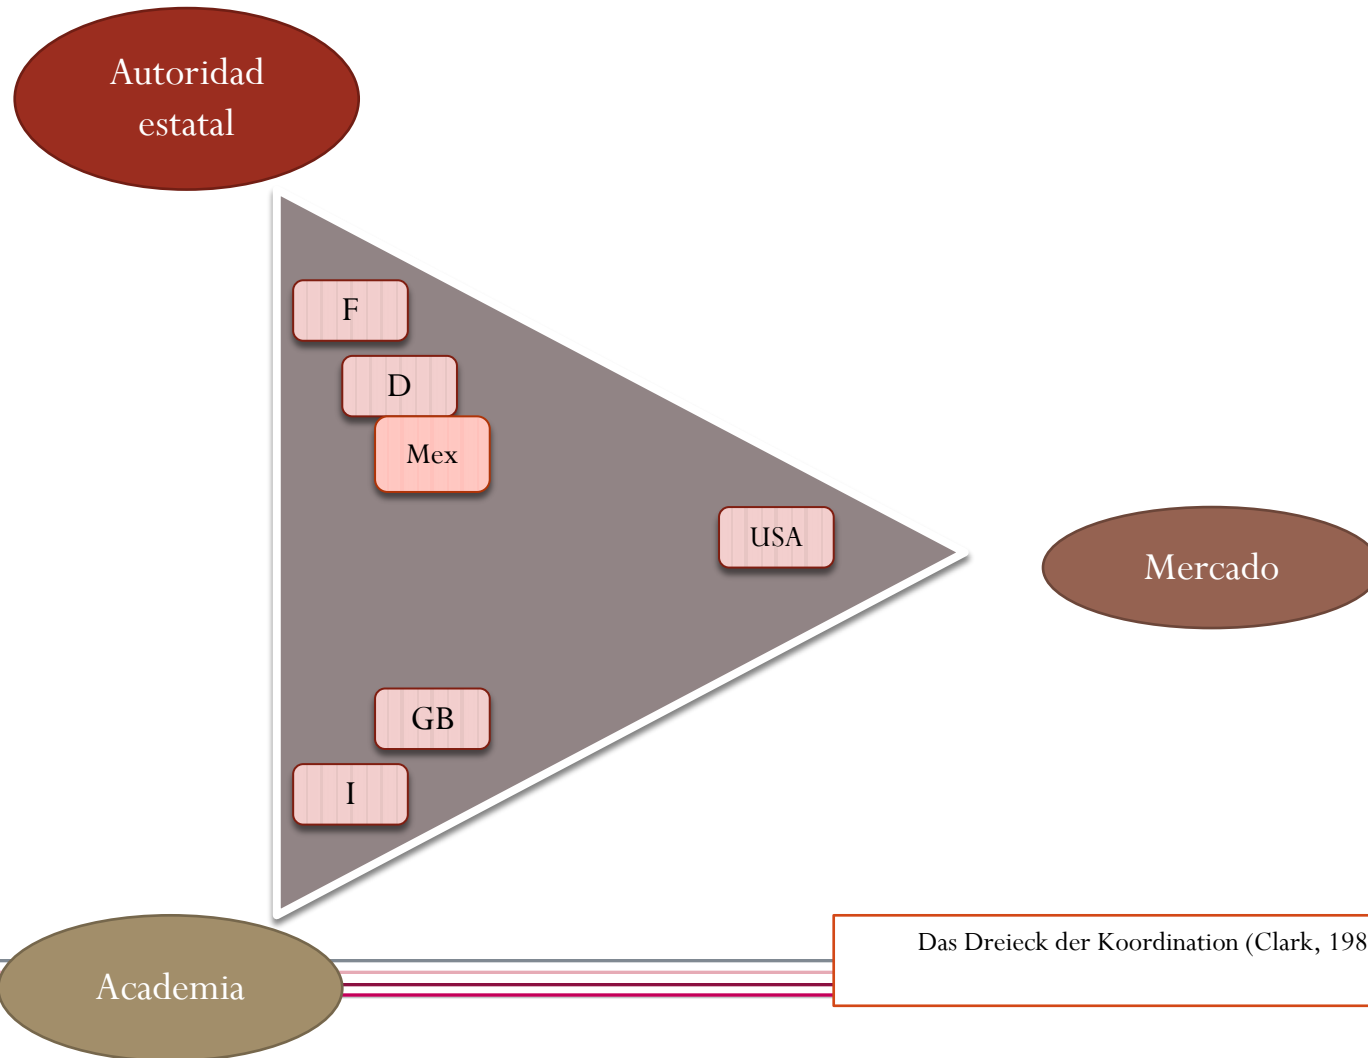 Autoridad
estatal
F
D
Mex
USA
Mercado
GB
I
Academia
Das Dreieck der Koordination (Clark, 198